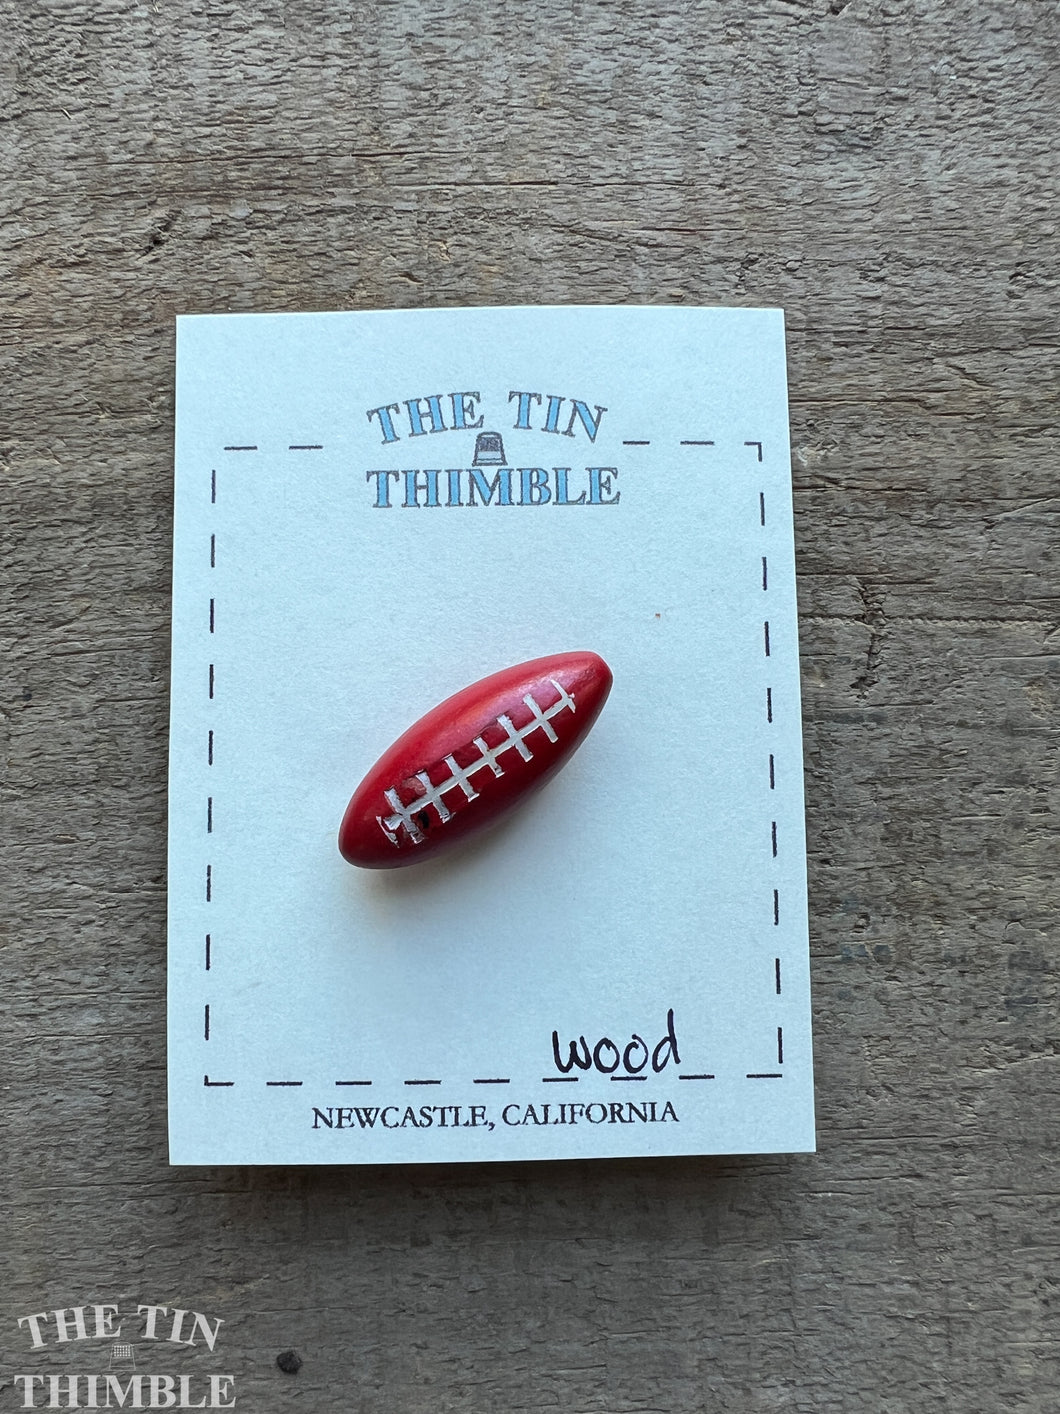 THE TIN
THIMBLE
wood
NEWCASTLE, CALIFORNIA
THE TIN
THIMBLE